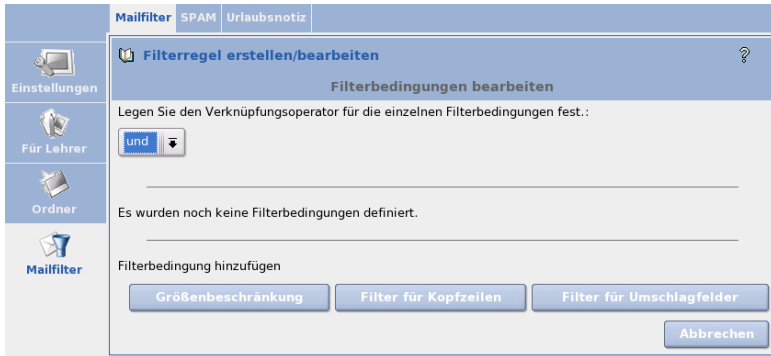 Mailfilter SPAM Urlaubsnotiz
Einstellungen
Für Lehrer
Ordner
Mailfilter
Filterregel erstellen/bearbeiten ?
Filterbedingungen bearbeiten
Legen Sie den Verknüpfungsoperator für die einzelnen Filterbedingungen fest.:
und
Es wurden noch keine Filterbedingungen definiert.
Filterbedingung hinzufügen
Größenbeschränkung Filter für Kopfzeilen Filter für Umschlagfelder
Abbrechen